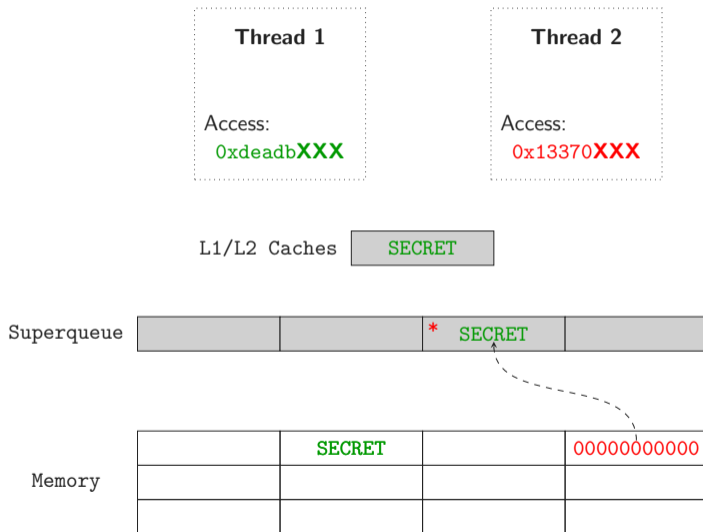 Thread 1
Thread 2
Access:
0xdeadbXXX
Access:
0x13370XXX
L1/L2 Caches
SECRET
Superqueue
* SECRET
SECRET
00000000000
Memory